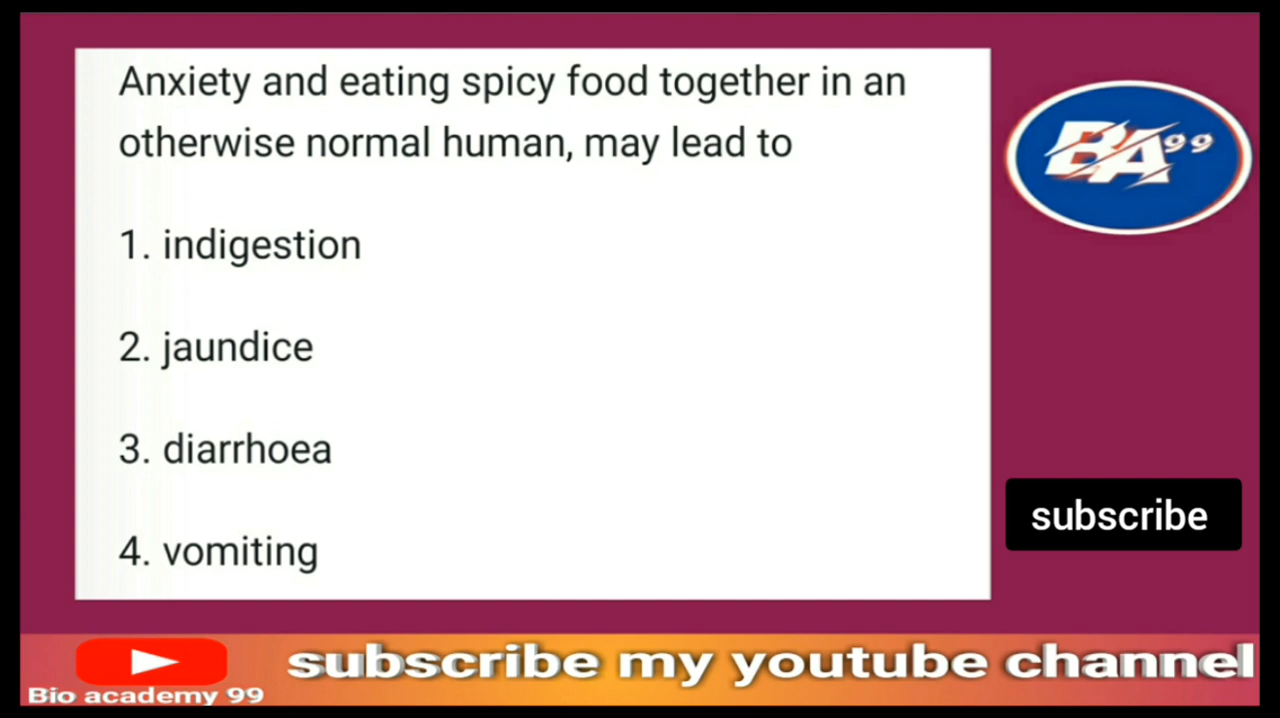 Anxiety and eating spicy food together in an
otherwise normal human, may lead to
1. indigestion
2. jaundice
3. diarrhoea
4. vomiting
BA99
subscribe
subscribe my youtube channel
Bio academy 99